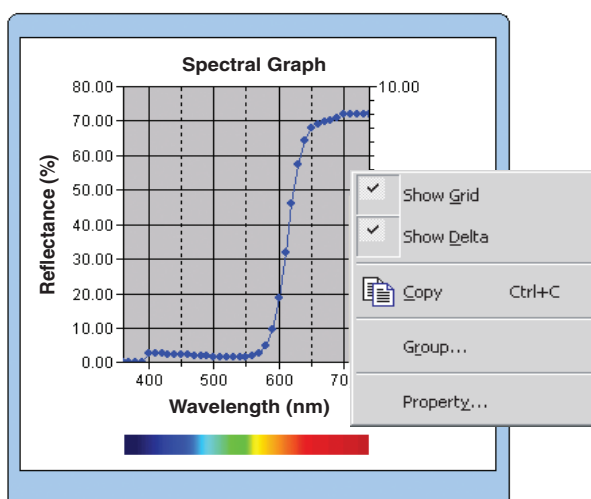 Spectral Graph
80.00
10.00
70.00
60.00
50.00
40.00
30.00
20.00
10.00
0.00
Reflectance (%)
400
500
600
70
Wavelength (nm)
Show Grid
Show Delta
Copy Ctrl+C
Group...
Property...